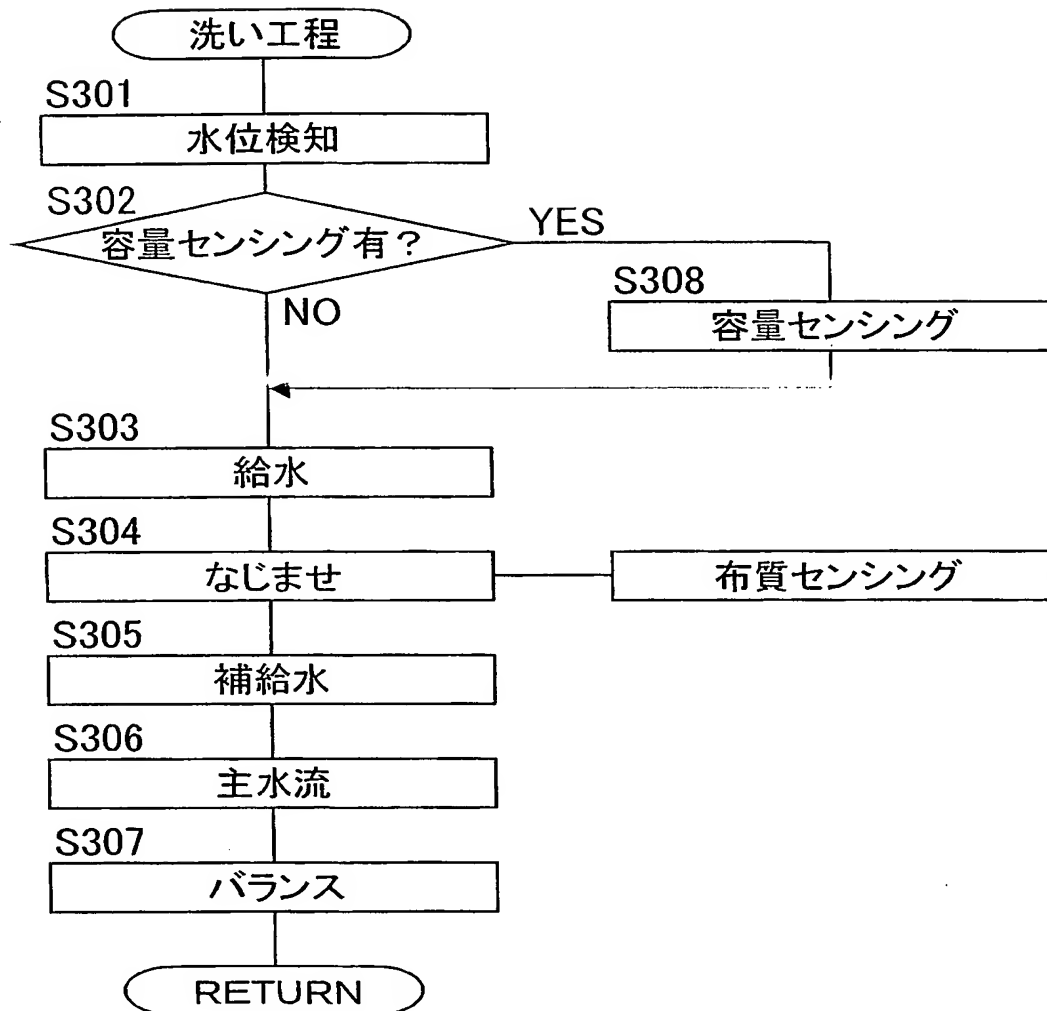 洗い工程
S301
水位検知
S302
容量センシング有?
YES
NO
S308
容量センシング
S303
給水
S304
なじませ
布質センシング
S305
補給水
S306
主水流
S307
バランス
RETURN